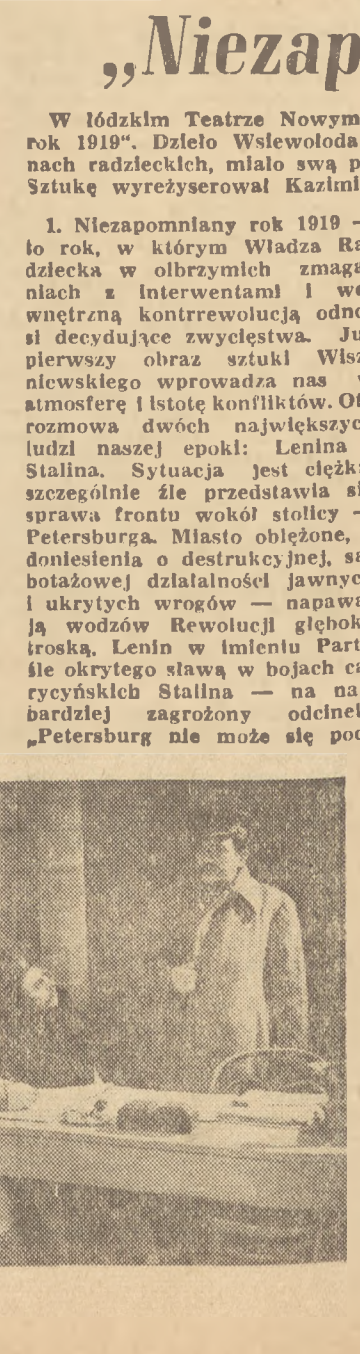 „Niezap
W łódzkim Teatrze Nowym
rok 1919“. Dzieło Wsiewołoda
nach radzieckich, miało swą p
Sztukę wyreżyserował Kazimi
1. Niezapomniany rok 1919 –
to rok, w którym Władza Ra
dziecka w olbrzymich zmaga
niach z interwentami i we
wnętrzną kontrrewolucją odno
si decydujące zwycięstwa. Ju
pierwszy obraz sztuki Wisz
niewskiego wprowadza nas w
atmosferę i istotę konfliktów. Ot
rozmowa dwóch największyc
ludzi naszej epoki: Lenina
Stalina. Sytuacja jest ciężk
szczególnie źle przedstawia si
sprawa frontu wokół stolicy –
Petersburga. Miasto oblężone,
doniesienia o destrukcyjnej, sa
botażowej działalności jawnyc
i ukrytych wrogów — napawa
ją wodzów Rewolucji głębok
troską. Lenin w imieniu Part
śle okrytego sławą w bojach ca
rycyńskich Stalina — na na
bardziej zagrożony odcinel
„Petersburg nie może się poc